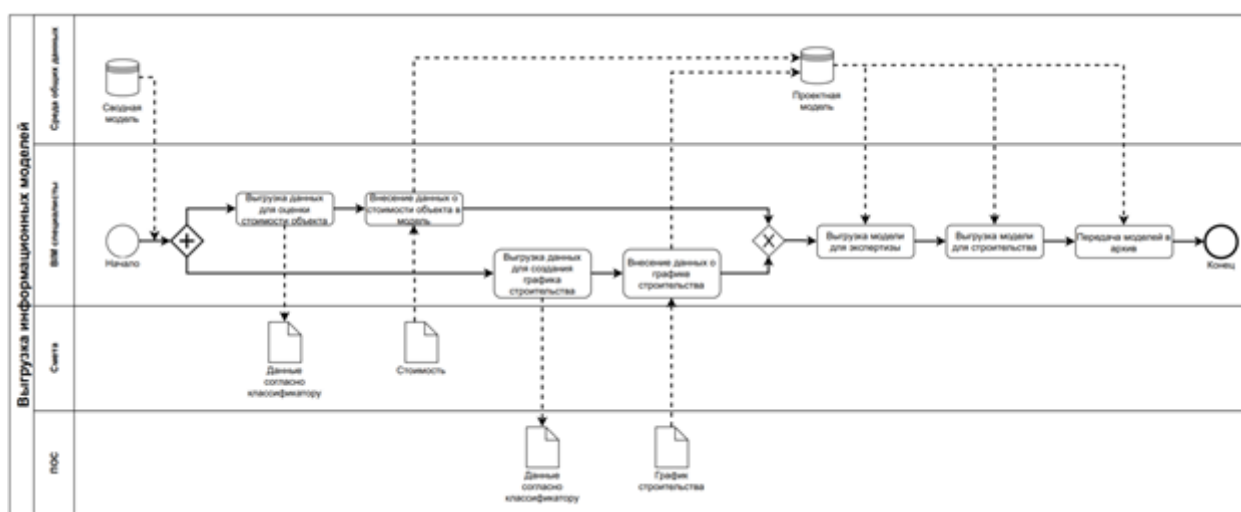 Выгрузка информационных моделей
Среда общих данных
Сводная
модель
Проектная
модель
BIM специалисты
Начало
Выгрузка данных
для оценки
стоимости объекта
Внесение данных о
стоимости объекта в
модель
Выгрузка данных
для создания
графика
строительства
Внесение данных о
графике
строительства
Выгрузка модели
для экспертизы
Выгрузка модели
для строительства
Передача моделей в
архив
Конец
Смета
Данные
согласно
классификатору
Стоимость
ПОС
Данные
согласно
классификатору
График
строительства